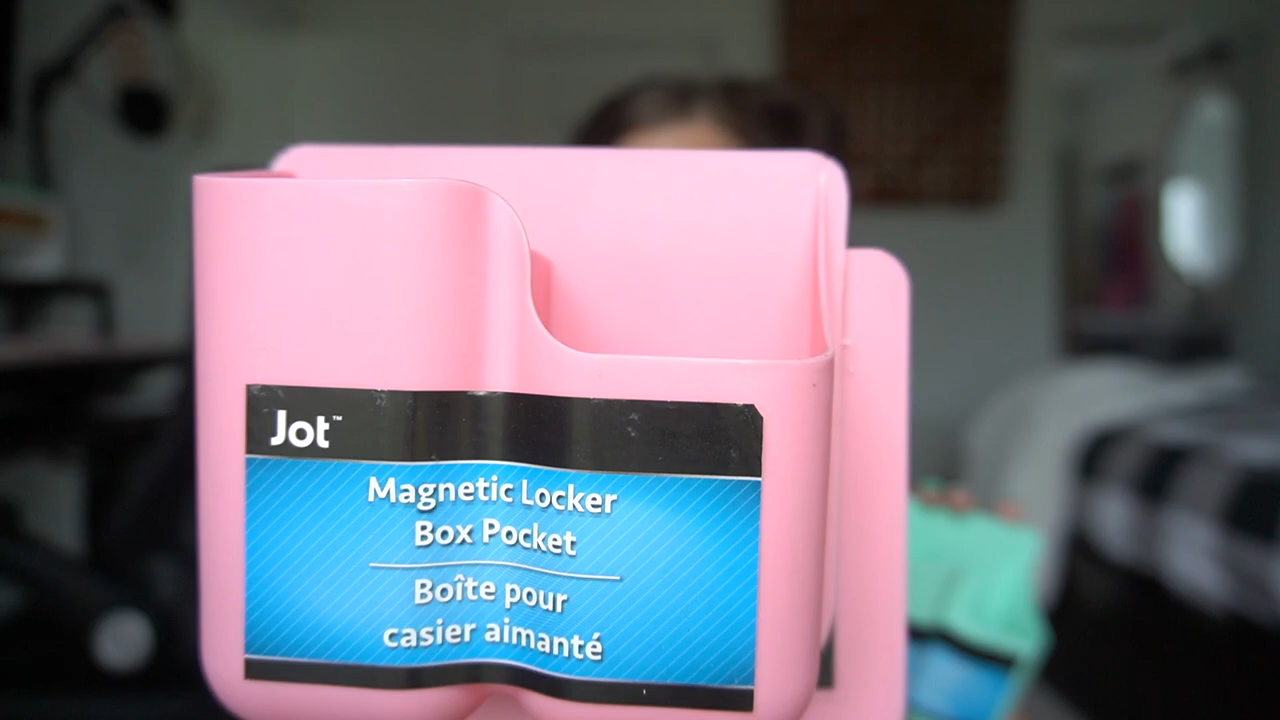 Jot™
Magnetic Locker
Box Pocket
Boîte pour
casier aimanté